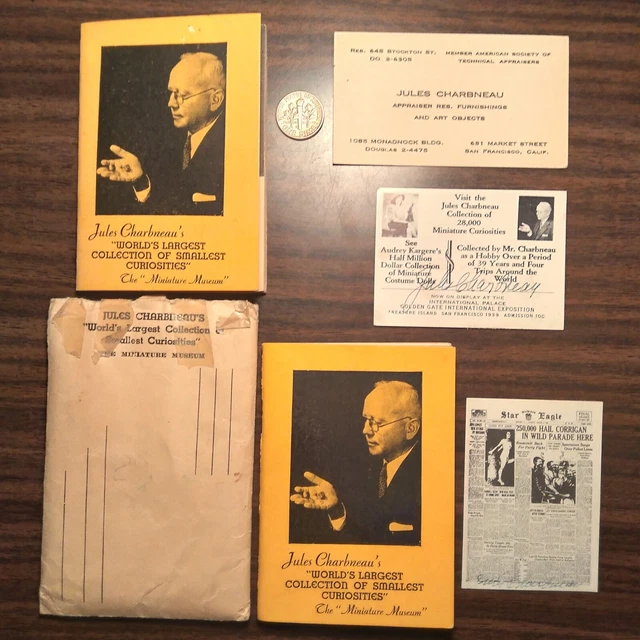 Jules Charbneau's
"WORLD'S LARGEST
COLLECTION OF SMALLEST
CURIOSITIES"
The "Miniature Museum"
RES. 648 STOCKTON ST.
DO 2-6308
MEMBER AMERICAN SOCIETY OF
TECHNICAL APPRAISERS
JULES CHARBNEAU
APPRAISER RES. FURNISHINGS
AND ART OBJECTS
1085 MONADNOCK BLDG.
DOUGLAS 2-4475
681 MARKET STREET
SAN FRANCISCO, CALIF.
Visit the
Jules Charbneau
Collection of
28,000
Miniature Curiosities
See
Audrey Kargere's
Half Million
Dollar Collection
of Miniature
Costume Dolls
Collected by Mr. Charbneau
as a Hobby Over a Period
of 39 Years and Four
Trips Around the
World
Jules Charbneau
NOW ON DISPLAY AT THE
INTERNATIONAL PALACE
GOLDEN GATE INTERNATIONAL EXPOSITION
TREASURE ISLAND SAN FRANCISCO 1939 ADMISSION, 10¢
JULES CHARBNEAU'S
"World's Largest Collection of
Smallest Curiosities"
THE MINIATURE MUSEUM
Jules Charbneau's
"WORLD'S LARGEST
COLLECTION OF SMALLEST
CURIOSITIES"
The "Miniature Museum"
Star Eagle
250,000 HAIL CORRIGAN
IN WILD PARADE HERE